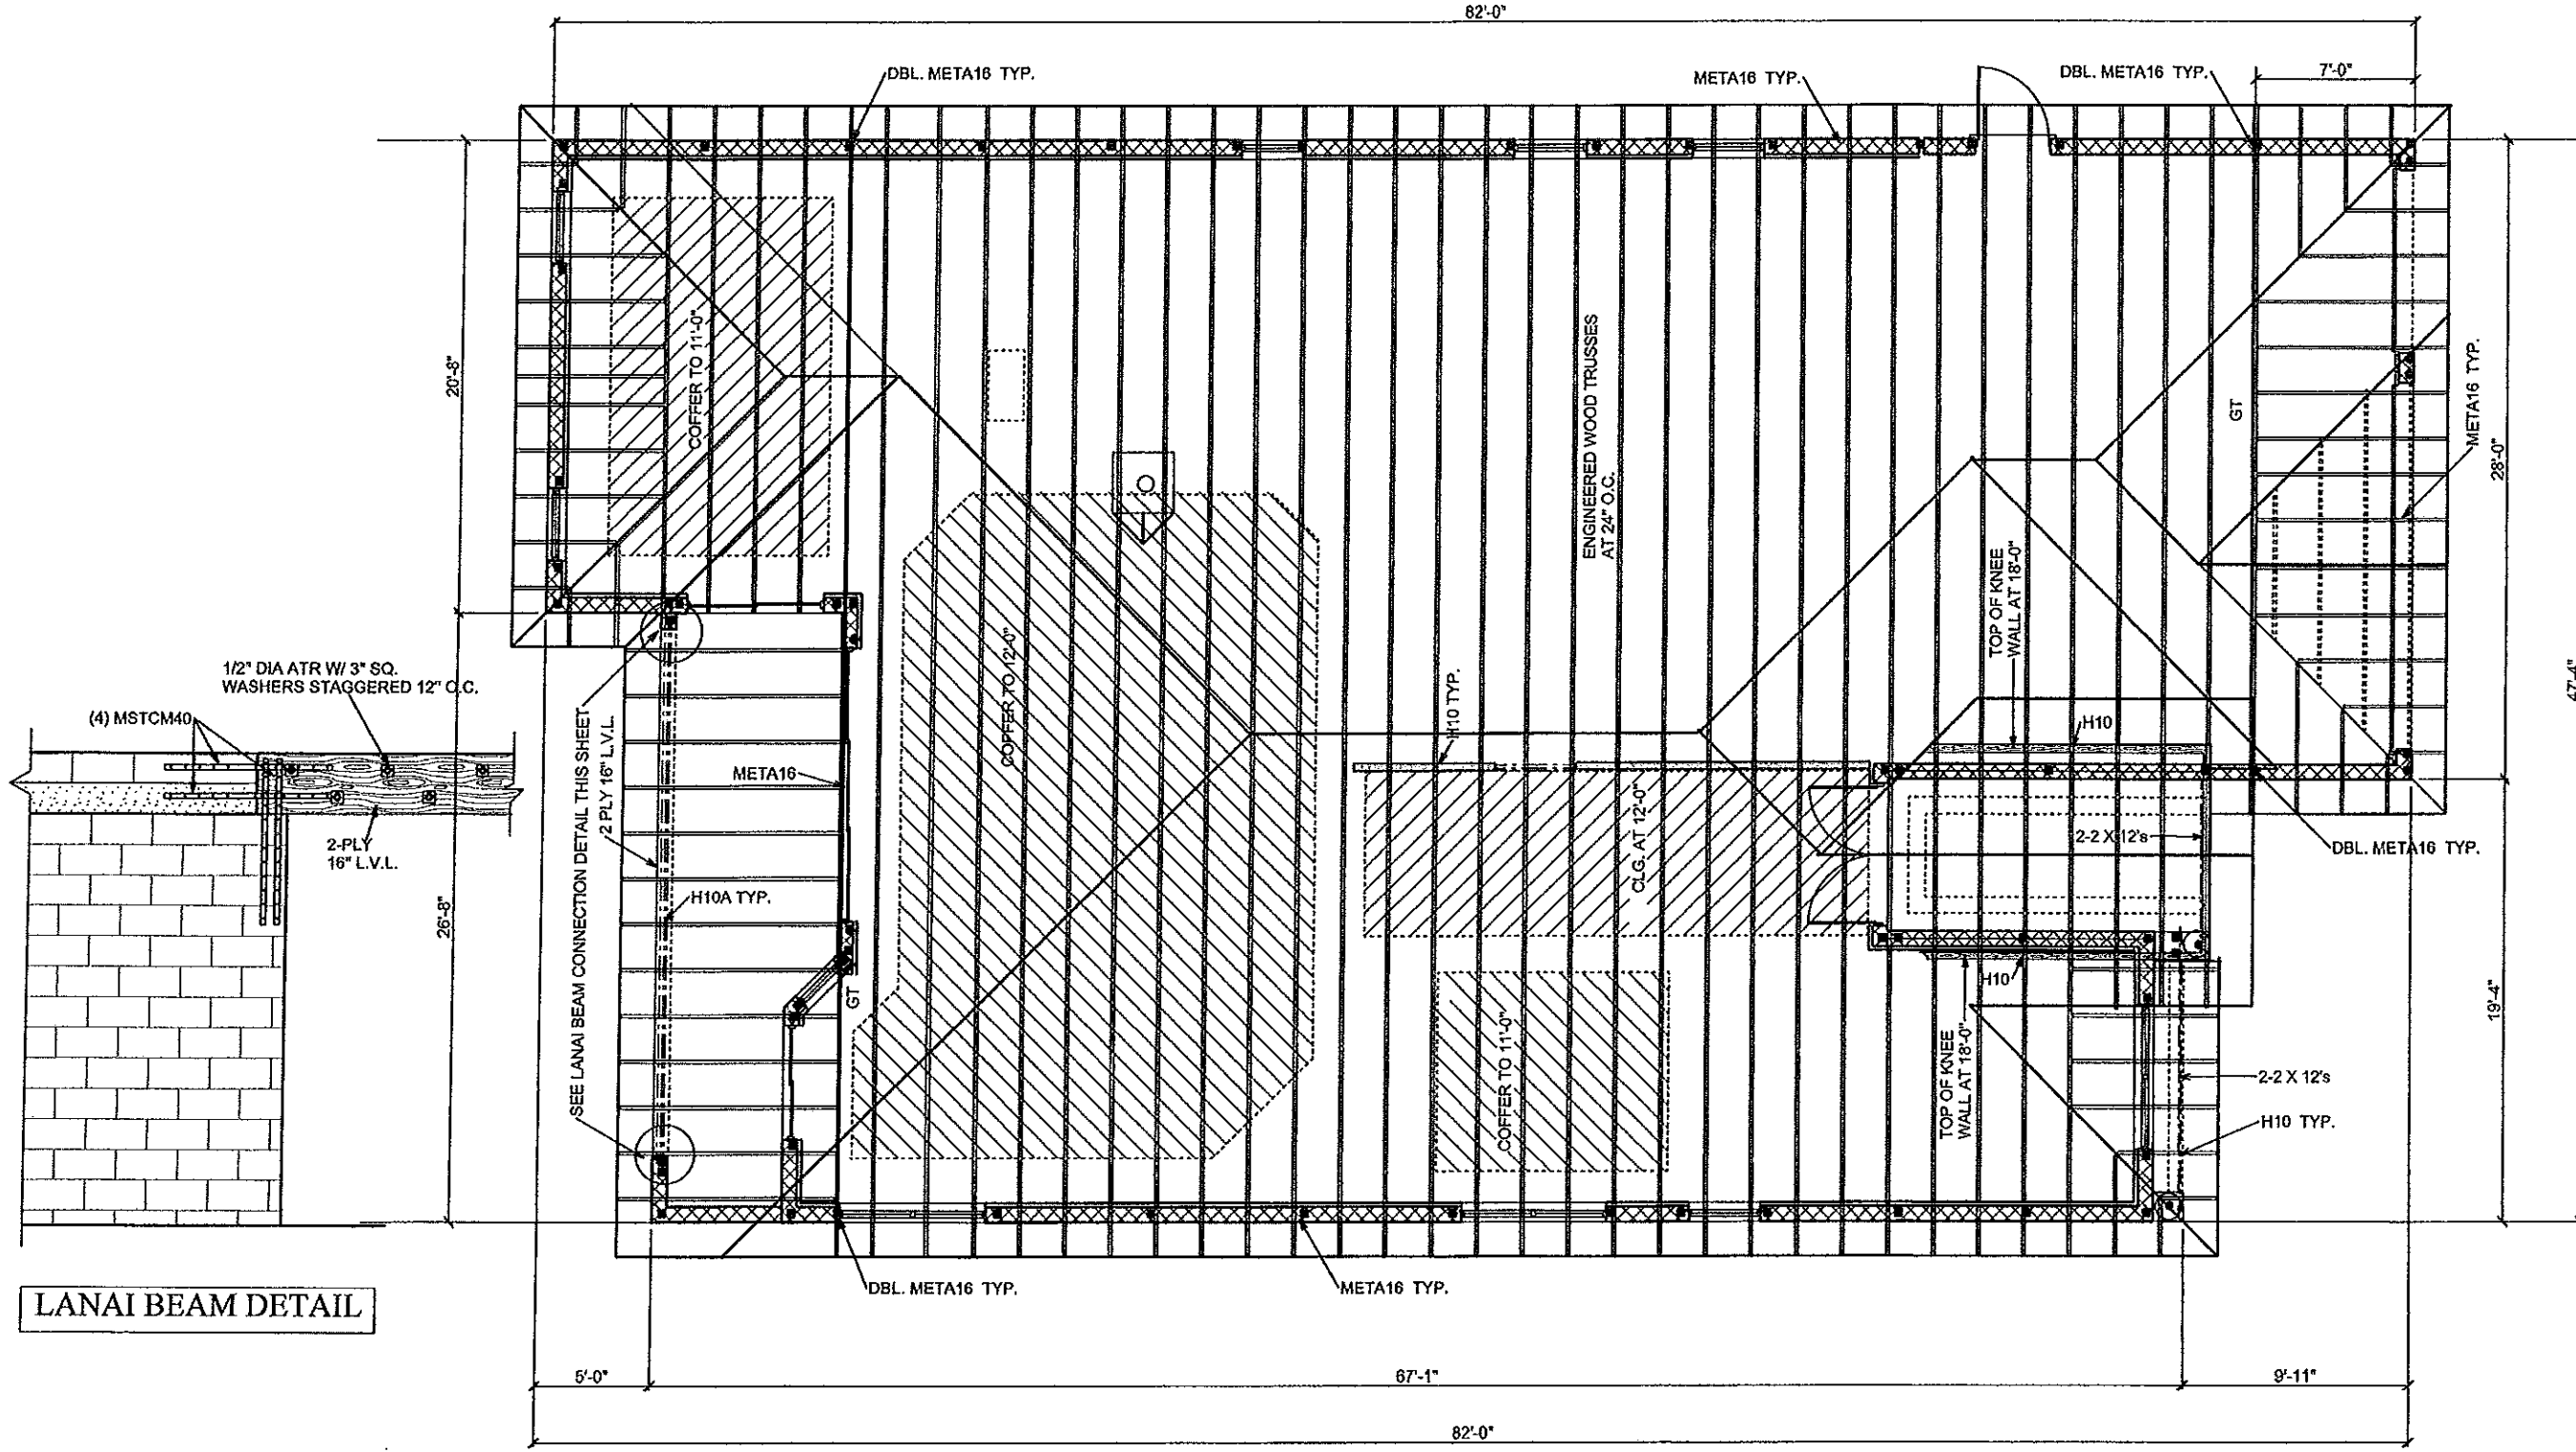 82'-0"
DBL. META16 TYP.
META16 TYP.
DBL. META16 TYP.
7'-0"
20'-8"
COFFER TO 11'-0"
ENGINEERED WOOD TRUSSES
AT 24" O.C.
GT
META16 TYP.
28'-0"
47'-4"
TOP OF KNEE
WALL AT 18'-0"
H10
1/2" DIA ATR W/ 3" SQ.
WASHERS STAGGERED 12" O.C.
(4) MSTCM40
2-PLY
16" L.V.L.
SEE LANAI BEAM CONNECTION DETAIL THIS SHEET
2 PLY 16" L.V.L.
META16
H10A TYP.
26'-8"
COFFER TO 12'-0"
H10 TYP.
CLG. AT 12'-0"
2-2 X 12's
DBL. META16 TYP.
GT
COFFER TO 11'-0"
H10
TOP OF KNEE
WALL AT 18'-0"
19'-4"
2-2 X 12's
H10 TYP.
DBL. META16 TYP.
META16 TYP.
LANAI BEAM DETAIL
5'-0"
67'-1"
9'-11"
82'-0"